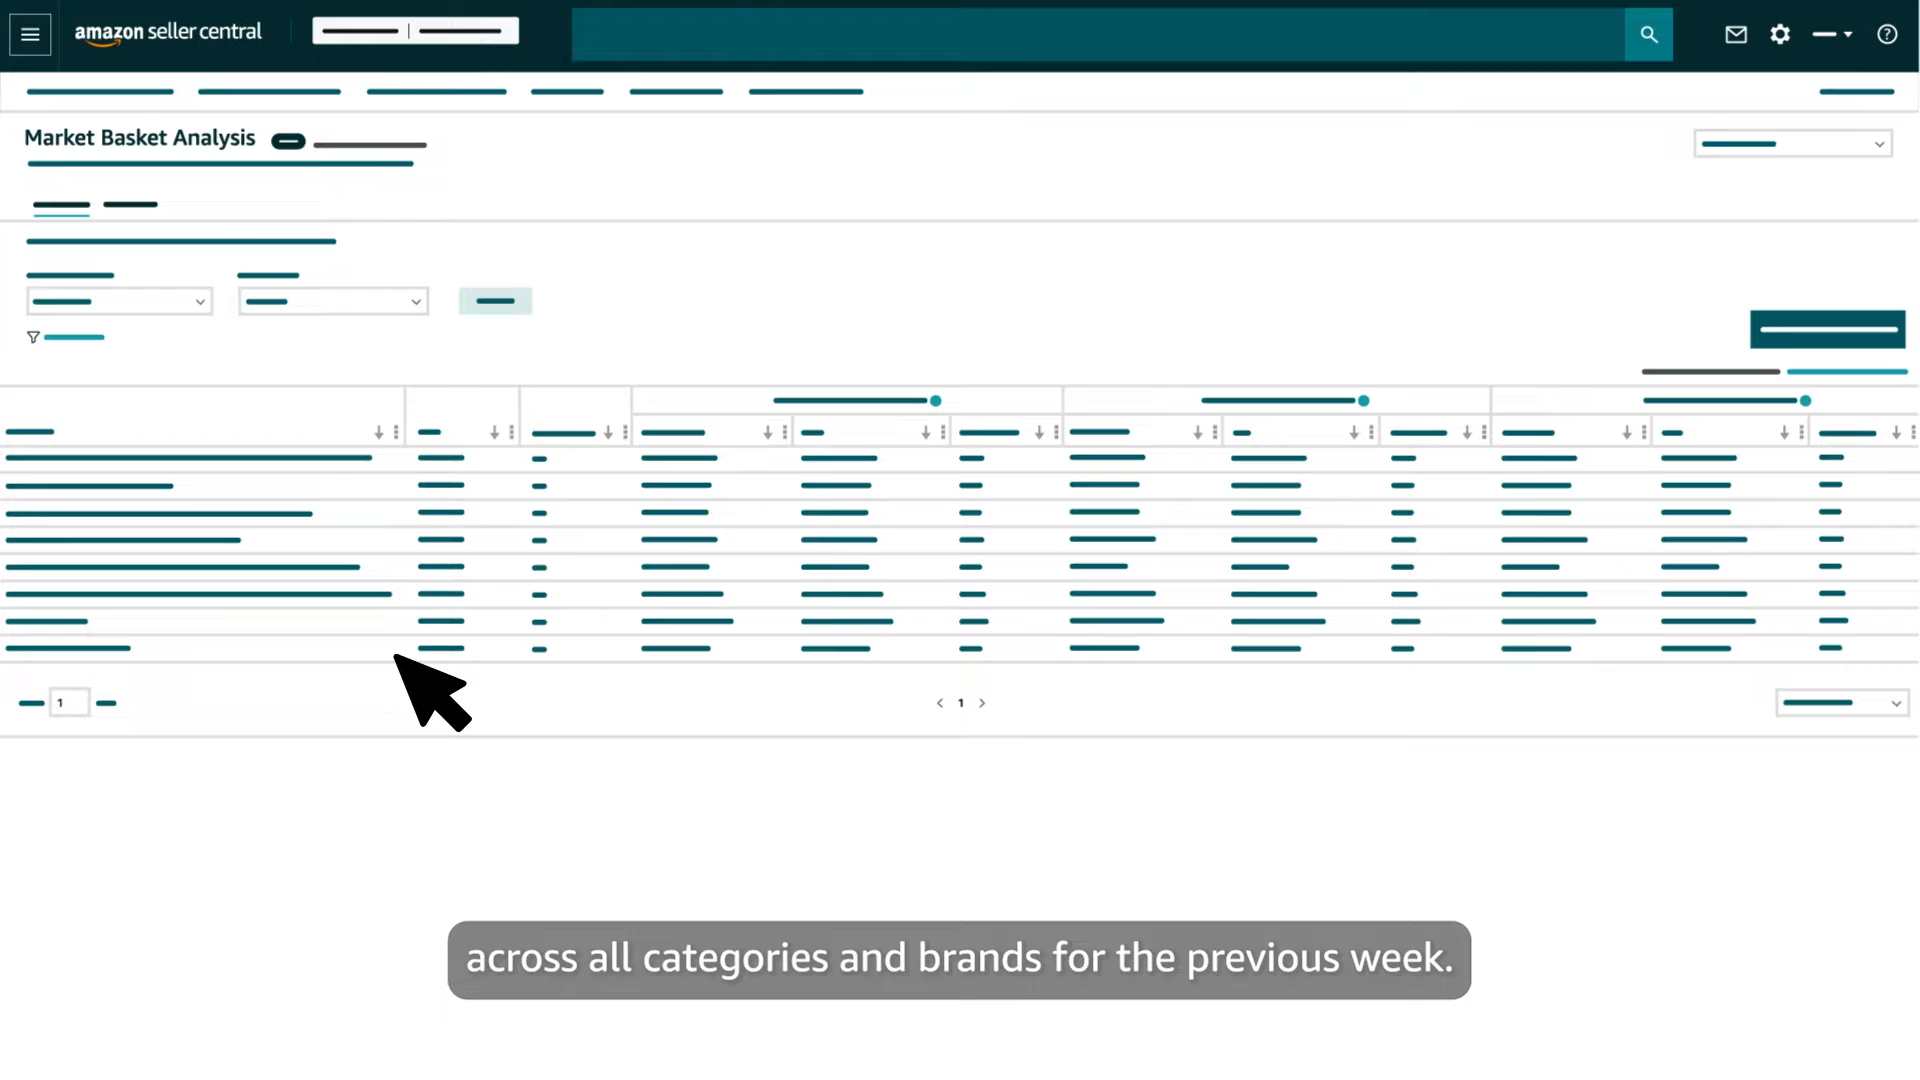 amazon seller central
Market Basket Analysis
1
1
across all categories and brands for the previous week.